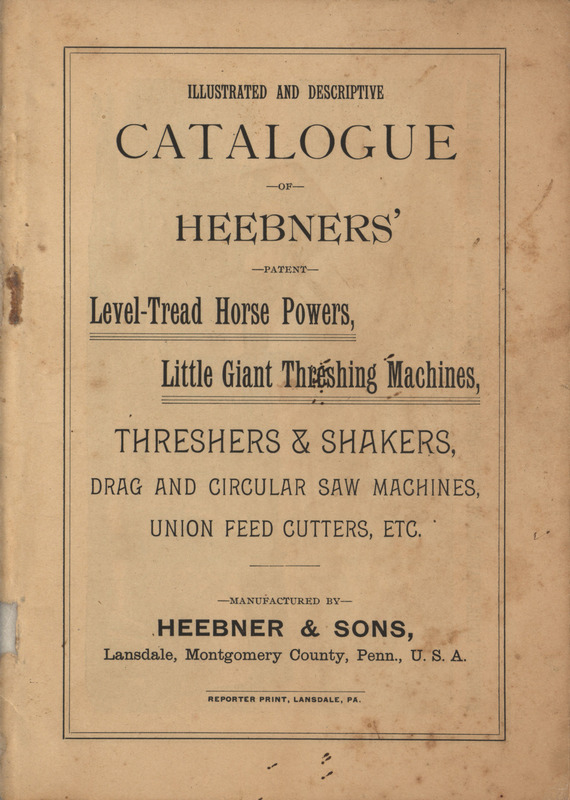 ILLUSTRATED AND DESCRIPTIVE
CATALOGUE
—OF—
HEEBNERS'
—PATENT—
Level-Tread Horse Powers,
Little Giant Threshing Machines,
THRESHERS & SHAKERS,
DRAG AND CIRCULAR SAW MACHINES,
UNION FEED CUTTERS, ETC.
—MANUFACTURED BY—
HEEBNER & SONS,
Lansdale, Montgomery County, Penn., U. S. A.
REPORTER PRINT, LANSDALE, PA.